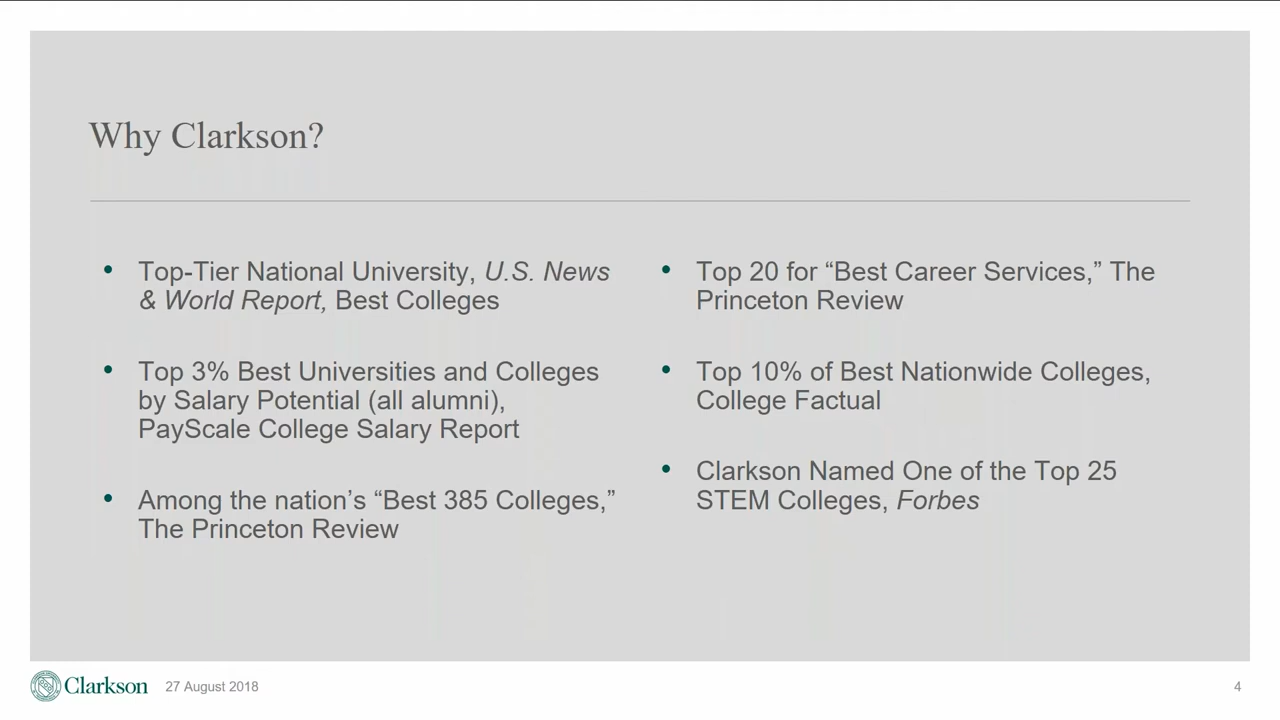 Why Clarkson?
• Top-Tier National University, U.S. News
& World Report, Best Colleges
• Top 3% Best Universities and Colleges
by Salary Potential (all alumni),
PayScale College Salary Report
• Among the nation’s “Best 385 Colleges,”
The Princeton Review
• Top 20 for “Best Career Services,” The
Princeton Review
• Top 10% of Best Nationwide Colleges,
College Factual
• Clarkson Named One of the Top 25
STEM Colleges, Forbes
Clarkson
27 August 2018
4